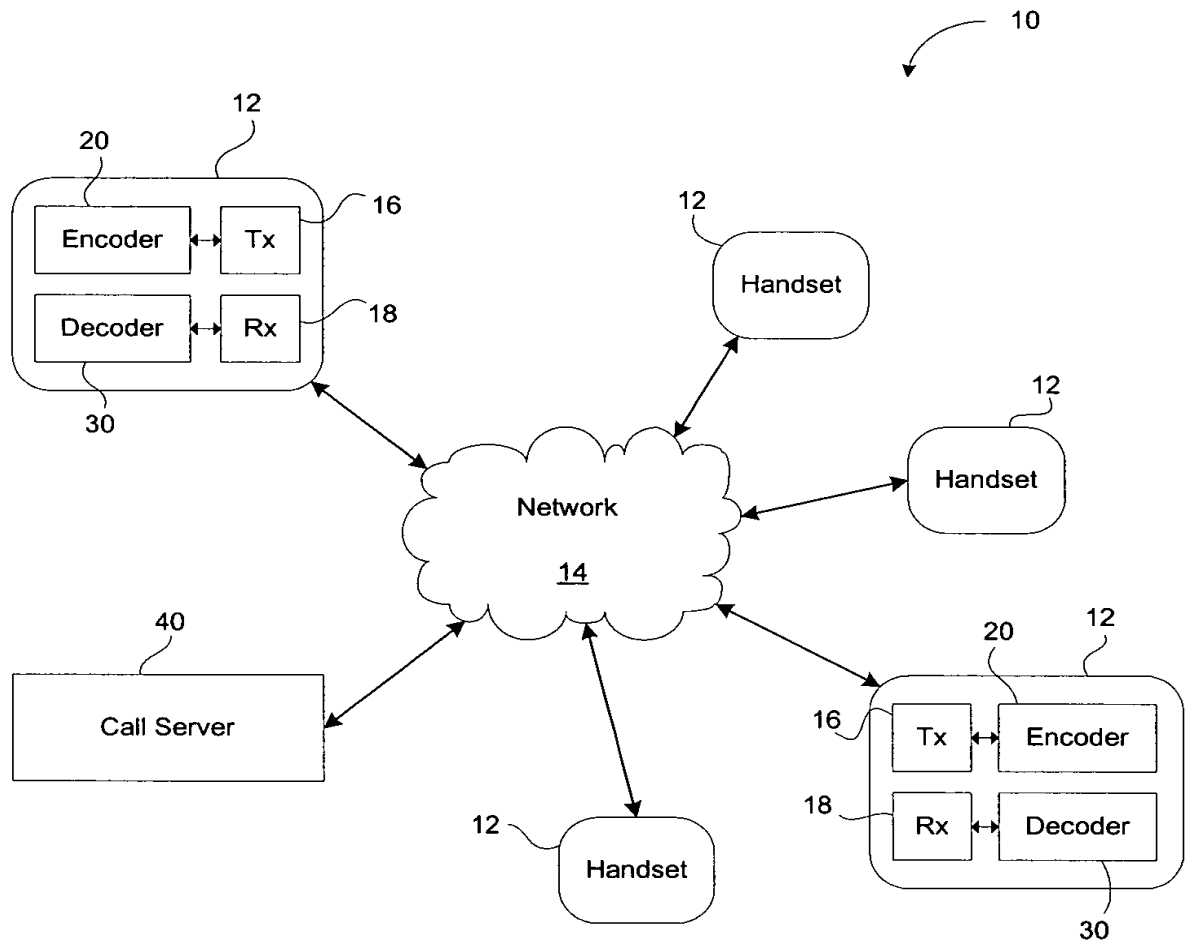 10
12
20
Encoder
Tx
16
Decoder
Rx
18
30
12
Handset
12
Handset
Network
14
40
Call Server
12
Handset
20
12
16
Tx
Encoder
18
Rx
Decoder
30